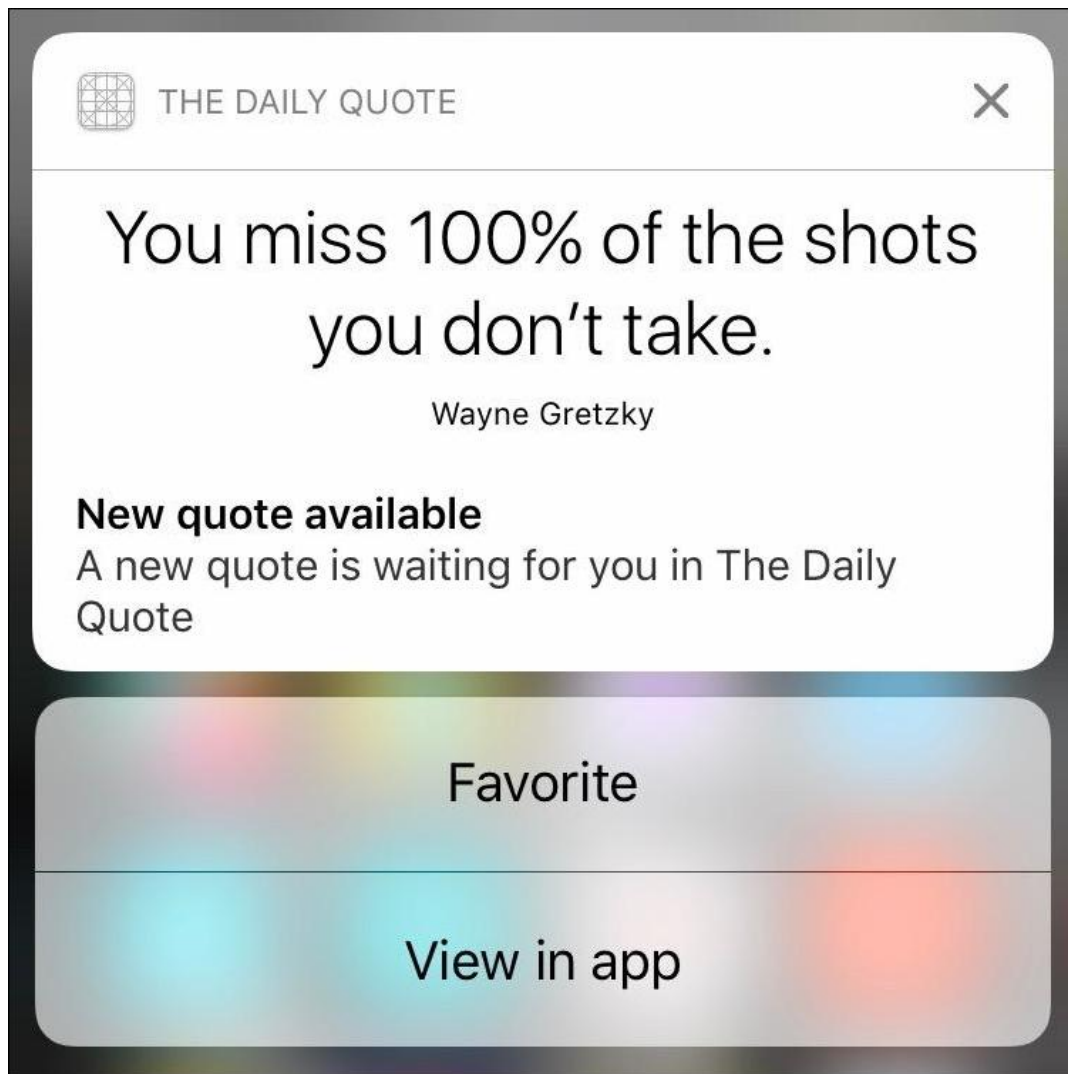 THE DAILY QUOTE
You miss 100% of the shots
you don’t take.
Wayne Gretzky
New quote available
A new quote is waiting for you in The Daily
Quote
Favorite
View in app